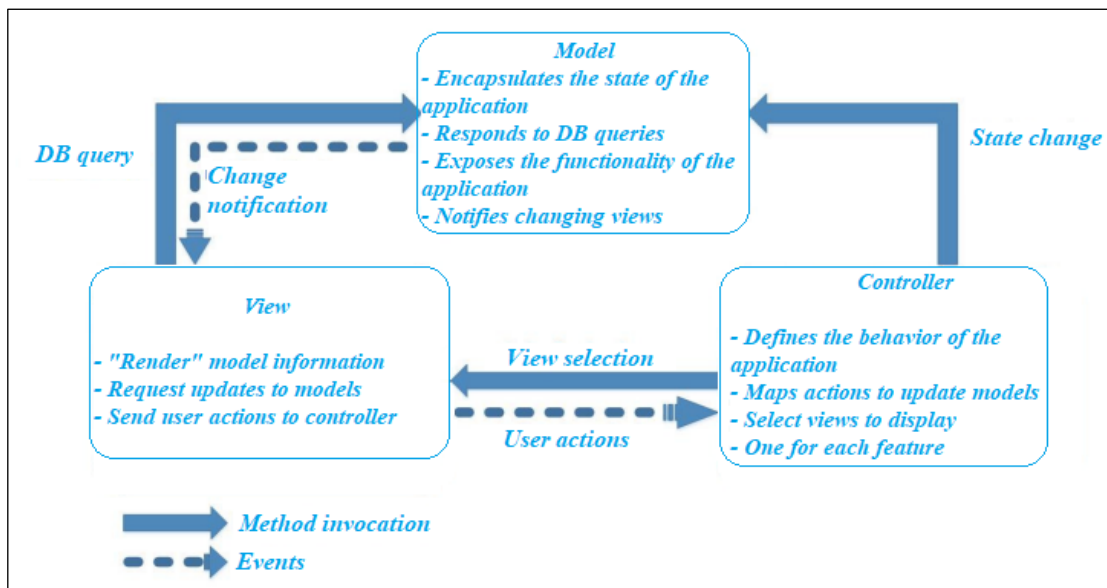 Model
- Encapsulates the state of the
application
- Responds to DB queries
- Exposes the functionality of the
application
- Notifies changing views
DB query
Change
notification
State change
View
- "Render" model information
- Request updates to models
- Send user actions to controller
View selection
User actions
Controller
- Defines the behavior of the
application
- Maps actions to update models
- Select views to display
- One for each feature
Method invocation
Events